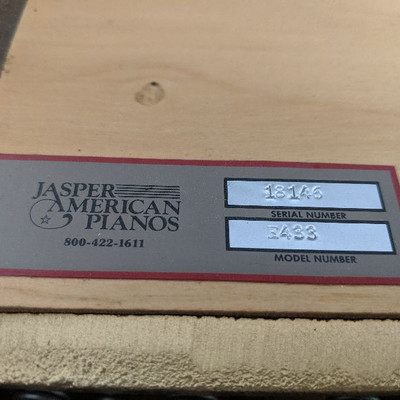 JASPER
AMERICAN
PIANOS
800-422-1611
18146
SERIAL NUMBER
E433
MODEL NUMBER